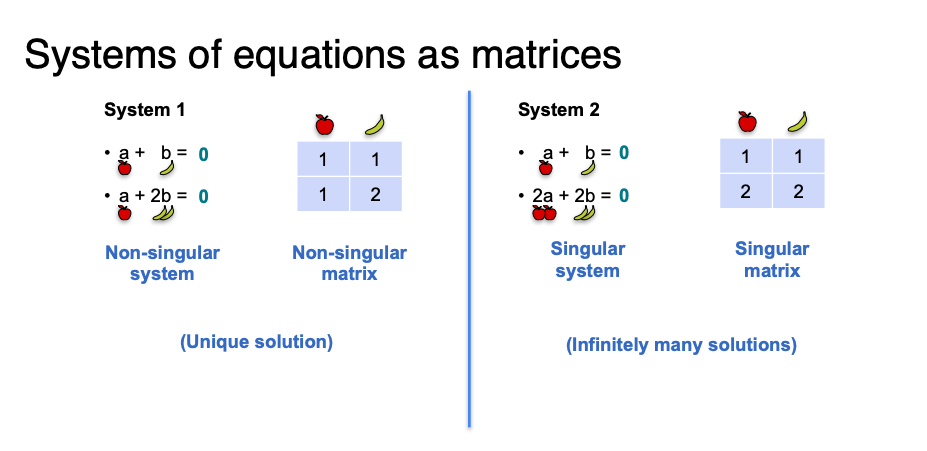 Systems of equations as matrices
System 1
• a + b = 0
• a + 2b = 0
1 1
1 2
Non-singular
system
Non-singular
matrix
(Unique solution)
System 2
• a + b = 0
• 2a + 2b = 0
1 1
2 2
Singular
system
Singular
matrix
(Infinitely many solutions)